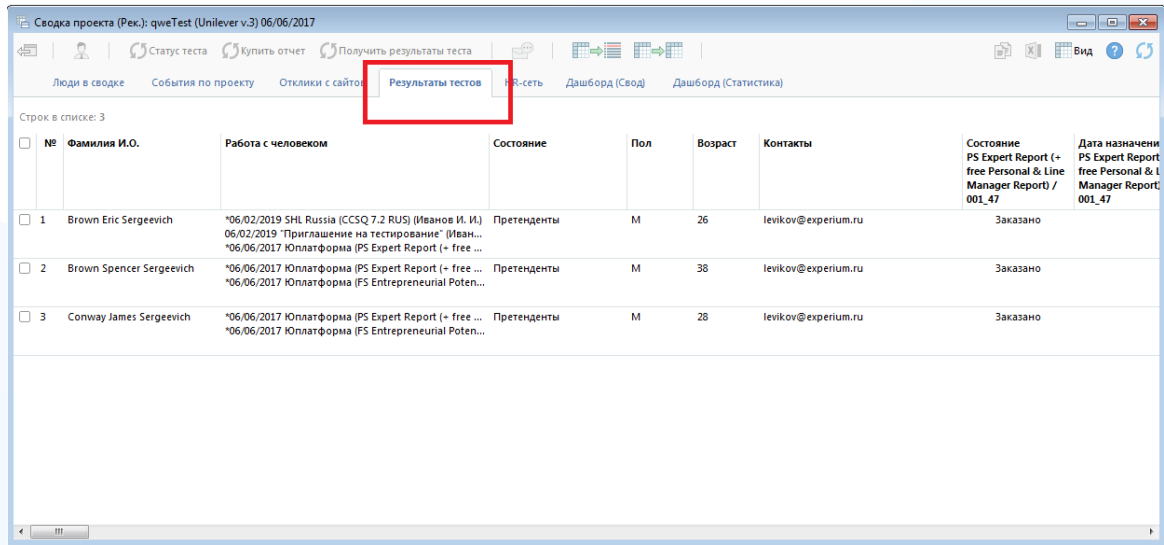 Сводка проекта (Рек.): qweTest (Unilever v.3) 06/06/2017
Статус теста Купить отчет Получить результаты теста Вид
Люди в сводке События по проекту Отклики с сайтов Результаты тестов HR-сеть Дашборд (Свод) Дашборд (Статистика)
Строк в списке: 3
№ Фамилия И.О. Работа с человеком Состояние Пол Возраст Контакты Состояние Дата назначени
PS Expert Report (+ PS Expert Report
free Personal & Line free Personal & L
Manager Report) / Manager Report)
001_47 001_47
1 Brown Eric Sergeevich *06/02/2019 SHL Russia (CCSQ 7.2 RUS) (Иванов И. И.) Претенденты М 26 levikov@experium.ru Заказано
06/02/2019 "Приглашение на тестирование" (Иван...
*06/06/2017 Юплатформа (PS Expert Report (+ free ...
2 Brown Spencer Sergeevich *06/06/2017 Юплатформа (PS Expert Report (+ free ... Претенденты М 38 levikov@experium.ru Заказано
*06/06/2017 Юплатформа (FS Entrepreneurial Poten...
3 Conway James Sergeevich *06/06/2017 Юплатформа (PS Expert Report (+ free ... Претенденты М 28 levikov@experium.ru Заказано
*06/06/2017 Юплатформа (FS Entrepreneurial Poten...